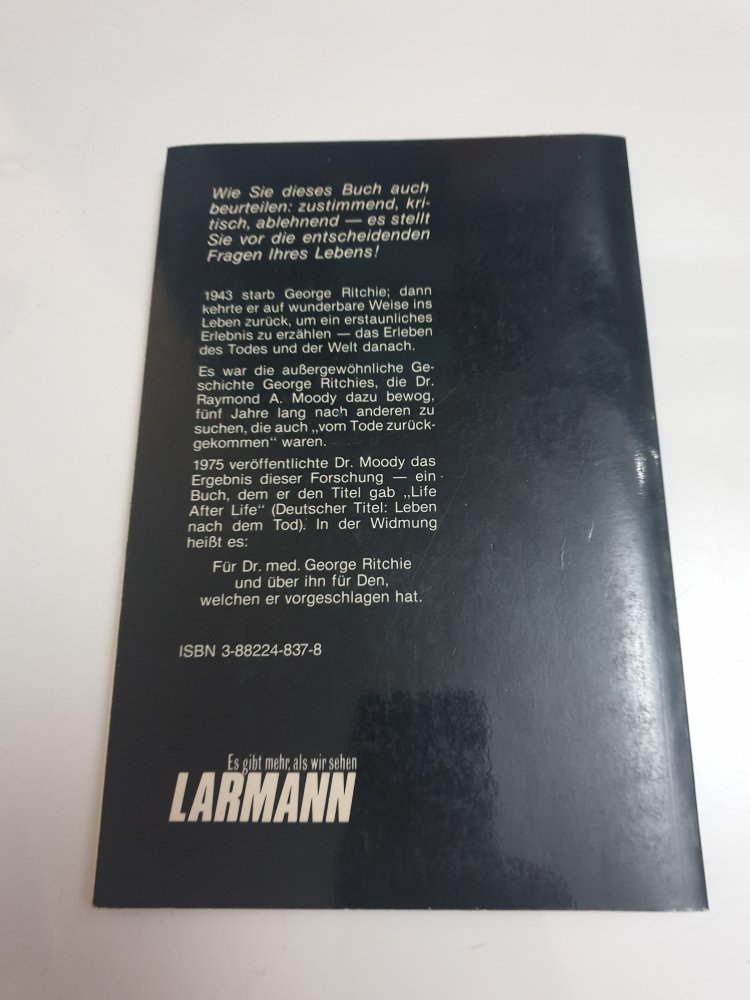 Wie Sie dieses Buch auch
beurteilen: zustimmend, kri-
tisch, ablehnend — es stellt
Sie vor die entscheidenden
Fragen Ihres Lebens!
1943 starb George Ritchie; dann
kehrte er auf wunderbare Weise ins
Leben zurück, um ein erstaunliches
Erlebnis zu erzählen — das Erleben
des Todes und der Welt danach.
Es war die außergewöhnliche Ge-
schichte George Ritchies, die Dr.
Raymond A. Moody dazu bewog,
fünf Jahre lang nach anderen zu
suchen, die auch „vom Tode zurück-
gekommen“ waren.
1975 veröffentlichte Dr. Moody das
Ergebnis dieser Forschung — ein
Buch, dem er den Titel gab „Life
After Life“ (Deutscher Titel: Leben
nach dem Tod). In der Widmung
heißt es:
Für Dr. med. George Ritchie
und über ihn für Den,
welchen er vorgeschlagen hat.
ISBN 3-88224-837-8
Es gibt mehr, als wir sehen
LARMANN